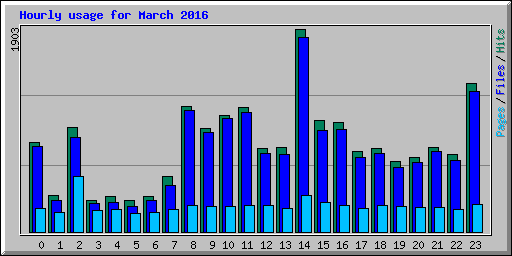 Hourly usage for March 2016
1903
Pages / Files / Hits
0 1 2 3 4 5 6 7 8 9 10 11 12 13 14 15 16 17 18 19 20 21 22 23